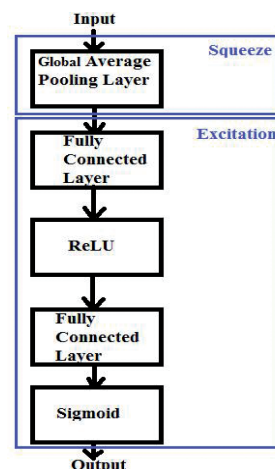 Input
Squeeze
Global Average
Pooling Layer
Excitation
Fully
Connected
Layer
ReLU
Fully
Connected
Layer
Sigmoid
Output